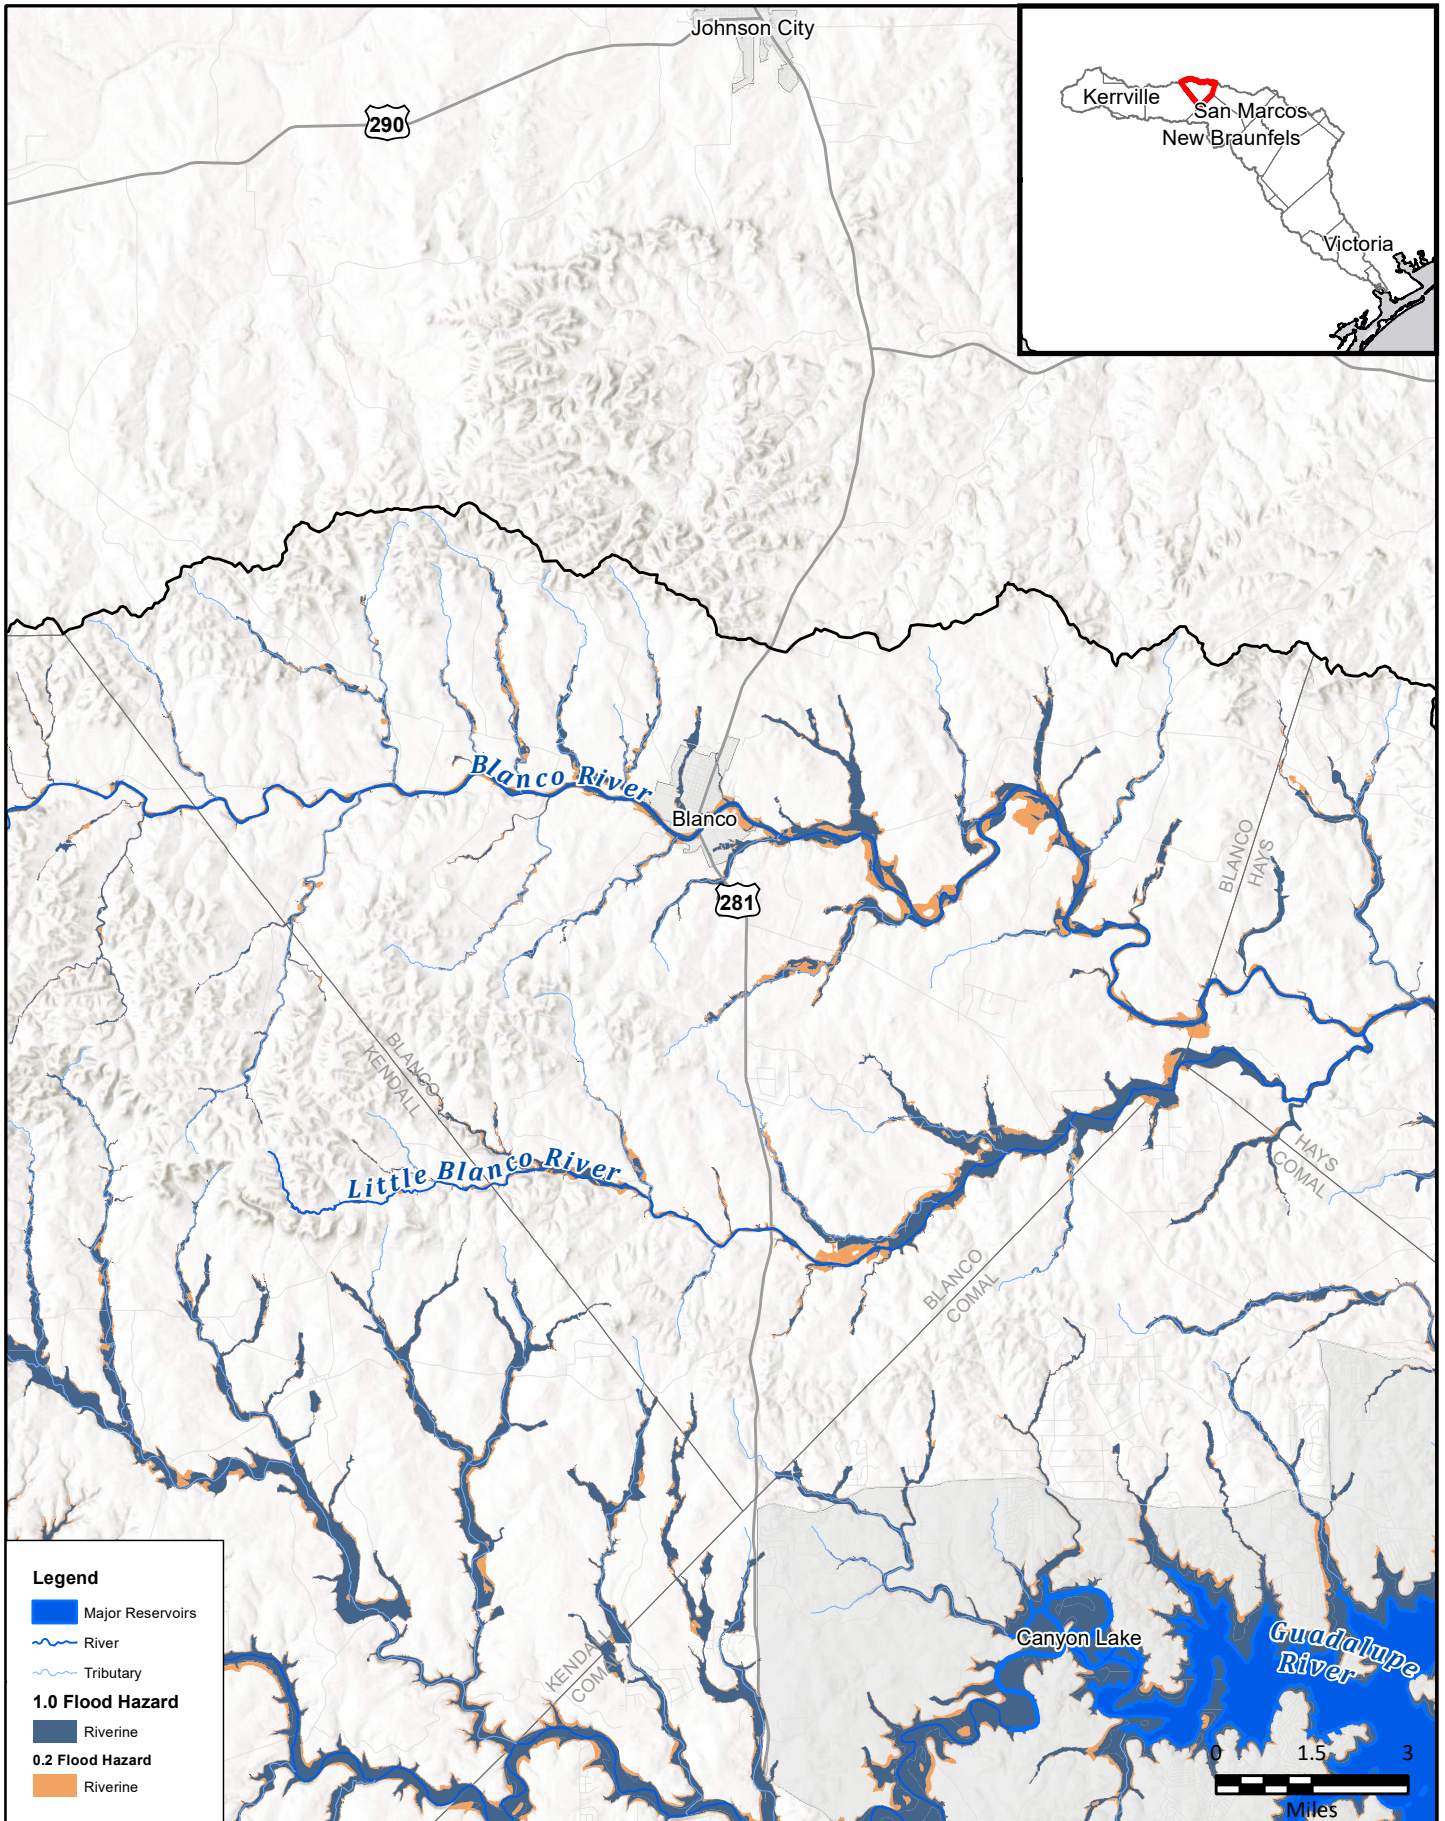 Johnson City
290
Kerrville
San Marcos
New Braunfels
Victoria
Blanco River
Blanco
281
BLANCO
HAYS
BLANCO
KENDALL
Little Blanco River
HAYS
COMAL
BLANCO
COMAL
KENDALL
COMAL
Canyon Lake
Guadalupe
River
Legend
Major Reservoirs
River
Tributary
1.0 Flood Hazard
Riverine
0.2 Flood Hazard
Riverine
0 1.5 3
Miles